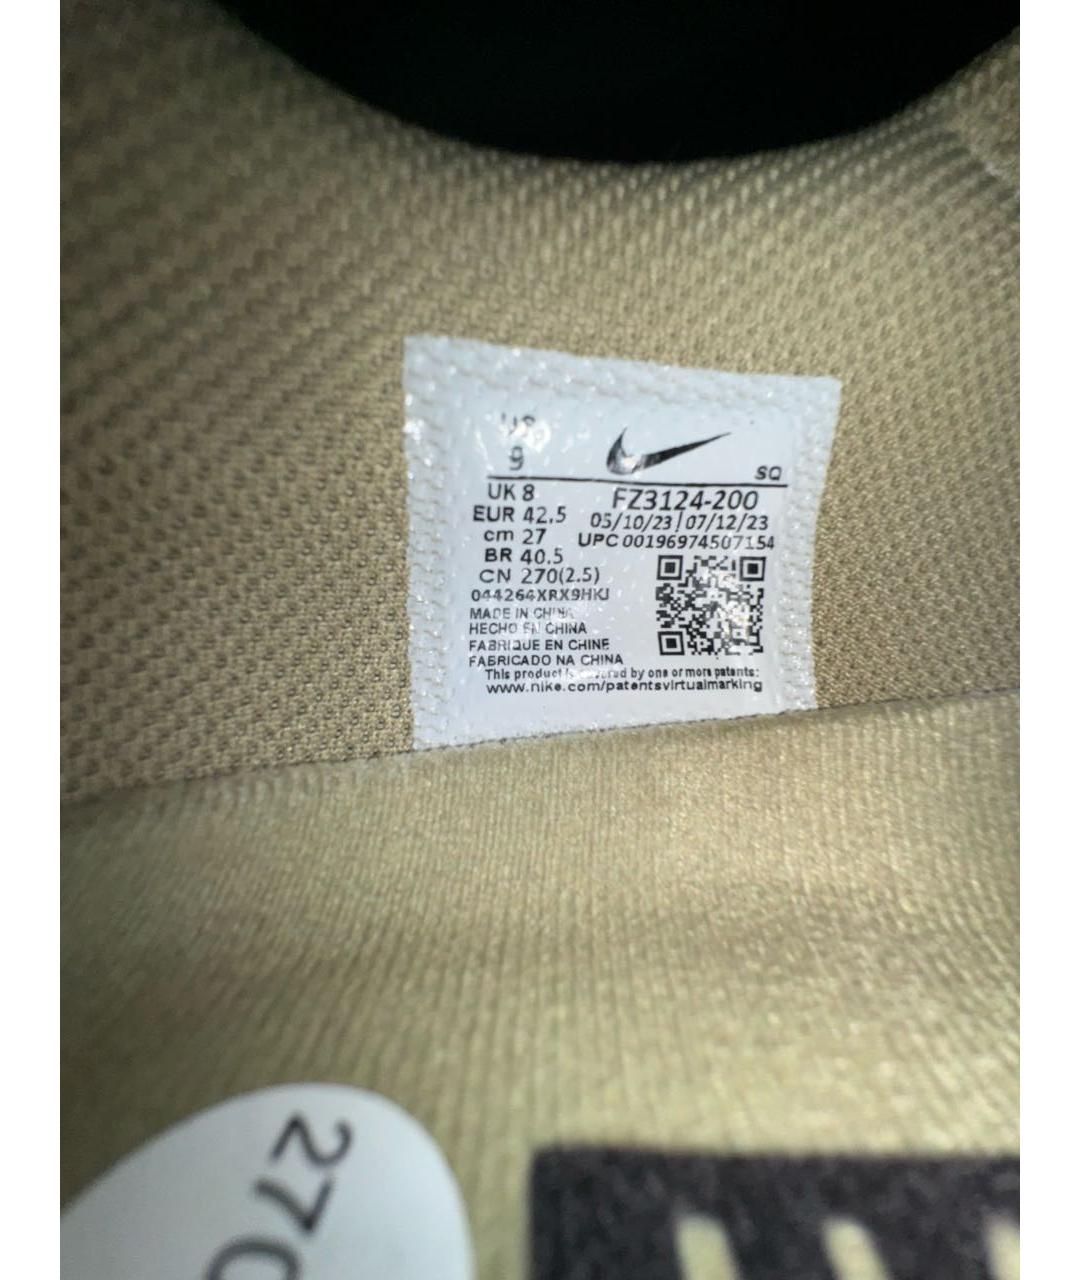 US
9
SQ
UK 8
EUR 42.5
cm 27
BR 40.5
CN 270(2.5)
FZ3124-200
05/10/23|07/12/23
UPC 00196974507154
044264XRX9HKJ
MADE IN CHINA
HECHO EN CHINA
FABRIQUE EN CHINE
FABRICADO NA CHINA
This product is covered by one or more patents:
www.nike.com/patentsvirtualmarking
270